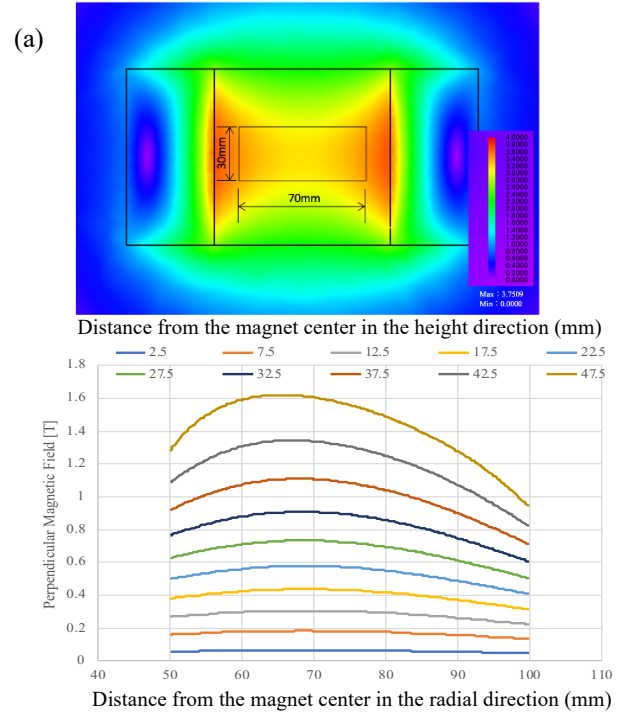 (a)
30mm
70mm
4.0000
3.8000
3.6000
3.4000
3.2000
3.0000
2.8000
2.6000
2.4000
2.2000
2.0000
1.8000
1.6000
1.4000
1.2000
1.0000
0.8000
0.6000
0.4000
0.2000
0.0000
Max : 3.7509
Min : 0.0000
Distance from the magnet center in the height direction (mm)
2.5 7.5 12.5 17.5 22.5
27.5 32.5 37.5 42.5 47.5
Perpendicular Magnetic Field [T]
1.8
1.6
1.4
1.2
1
0.8
0.6
0.4
0.2
0
40 50 60 70 80 90 100 110
Distance from the magnet center in the radial direction (mm)